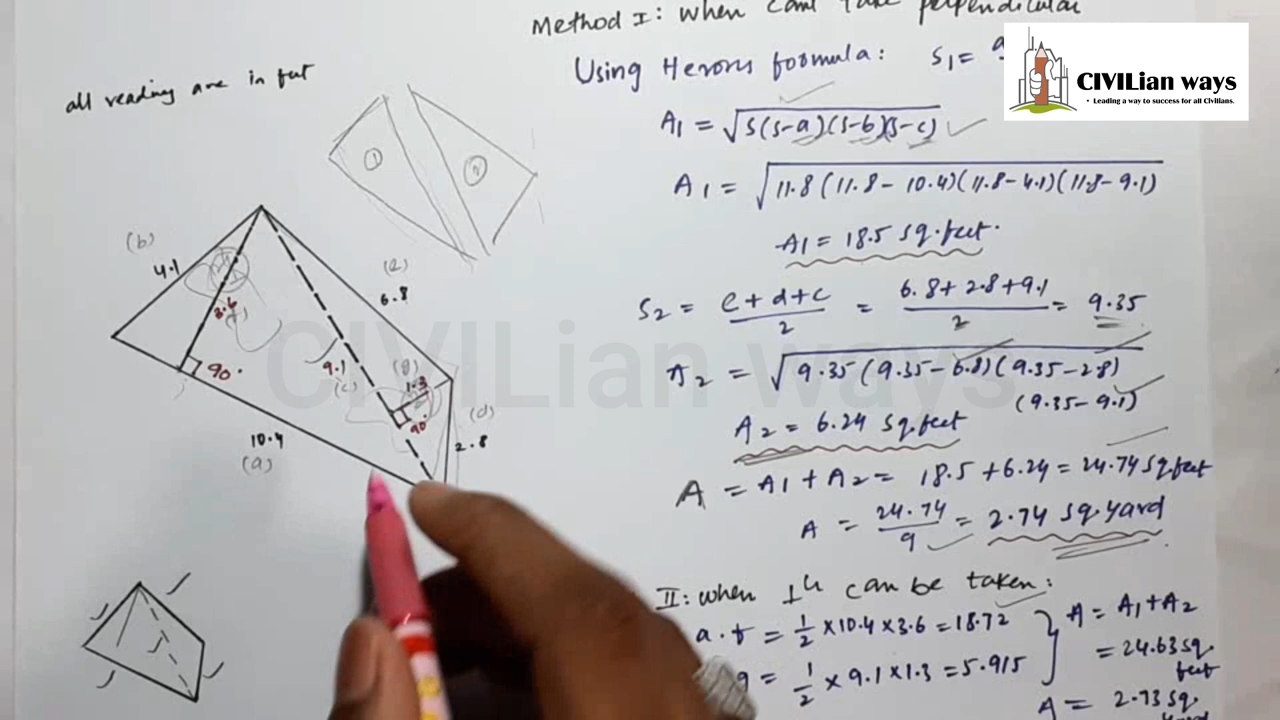 Method I: when cant take perpendicular
all reading are in feet
Using Herons formula: S1 =
CIVILian ways
• Leading a way to success for all Civilians.
A1 = √S(S-a)(S-b)(S-c)
A1 = √11.8(11.8-10.4)(11.8-4.1)(11.8-9.1)
A1 = 18.5 sq.feet.
S2 = e+d+c/2 = 6.8+2.8+9.1/2 = 9.35
A2 = √9.35(9.35-6.8)(9.35-2.8)
(9.35-9.1)
A2 = 6.24 sq.feet
A = A1+A2 = 18.5+6.24 = 24.74 sq.feet
A = 24.74/9 = 2.74 sq.yard
II: when ⊥r can be taken:
a.f = 1/2 ×10.4×3.6 = 18.72
g = 1/2 × 9.1×1.3 = 5.915
A = A1+A2
= 24.63 sq.
feet
A = 2.73 sq.
1
2
(b)
4.1
(e)
6.8
3.6
(f)
90°
9.1
(c)
(g)
1.3
90°
(d)
2.8
10.4
(a)
CIVILian ways